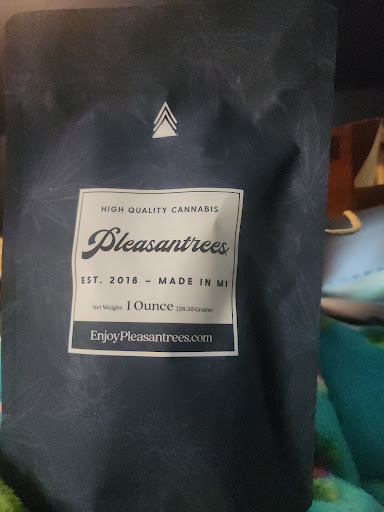 HIGH QUALITY CANNABIS
Pleasantrees
EST. 2018 – MADE IN MI
Net Weight: 1 Ounce (28.35 Grams)
EnjoyPleasantrees.com